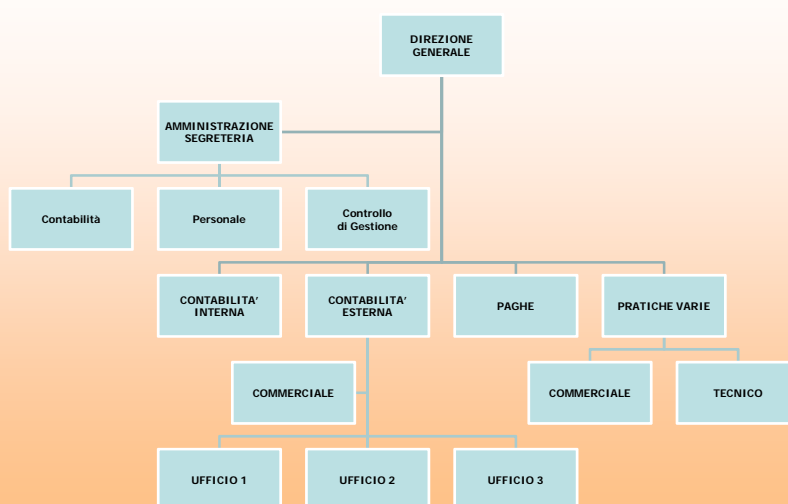 DIREZIONE
GENERALE
AMMINISTRAZIONE
SEGRETERIA
Contabilità
Personale
Controllo
di Gestione
CONTABILITA’
INTERNA
CONTABILITA’
ESTERNA
PAGHE
PRATICHE VARIE
COMMERCIALE
COMMERCIALE
TECNICO
UFFICIO 1
UFFICIO 2
UFFICIO 3